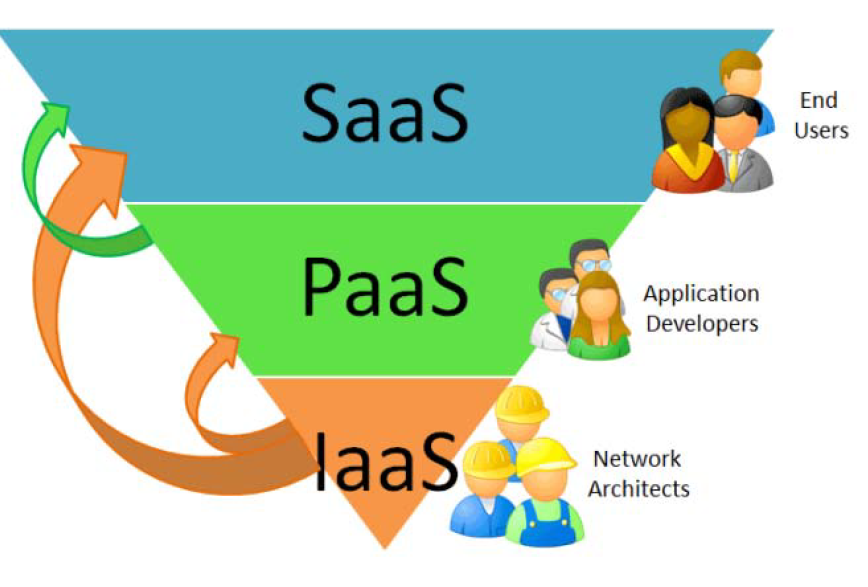 SaaS
End
Users
PaaS
Application
Developers
IaaS
Network
Architects